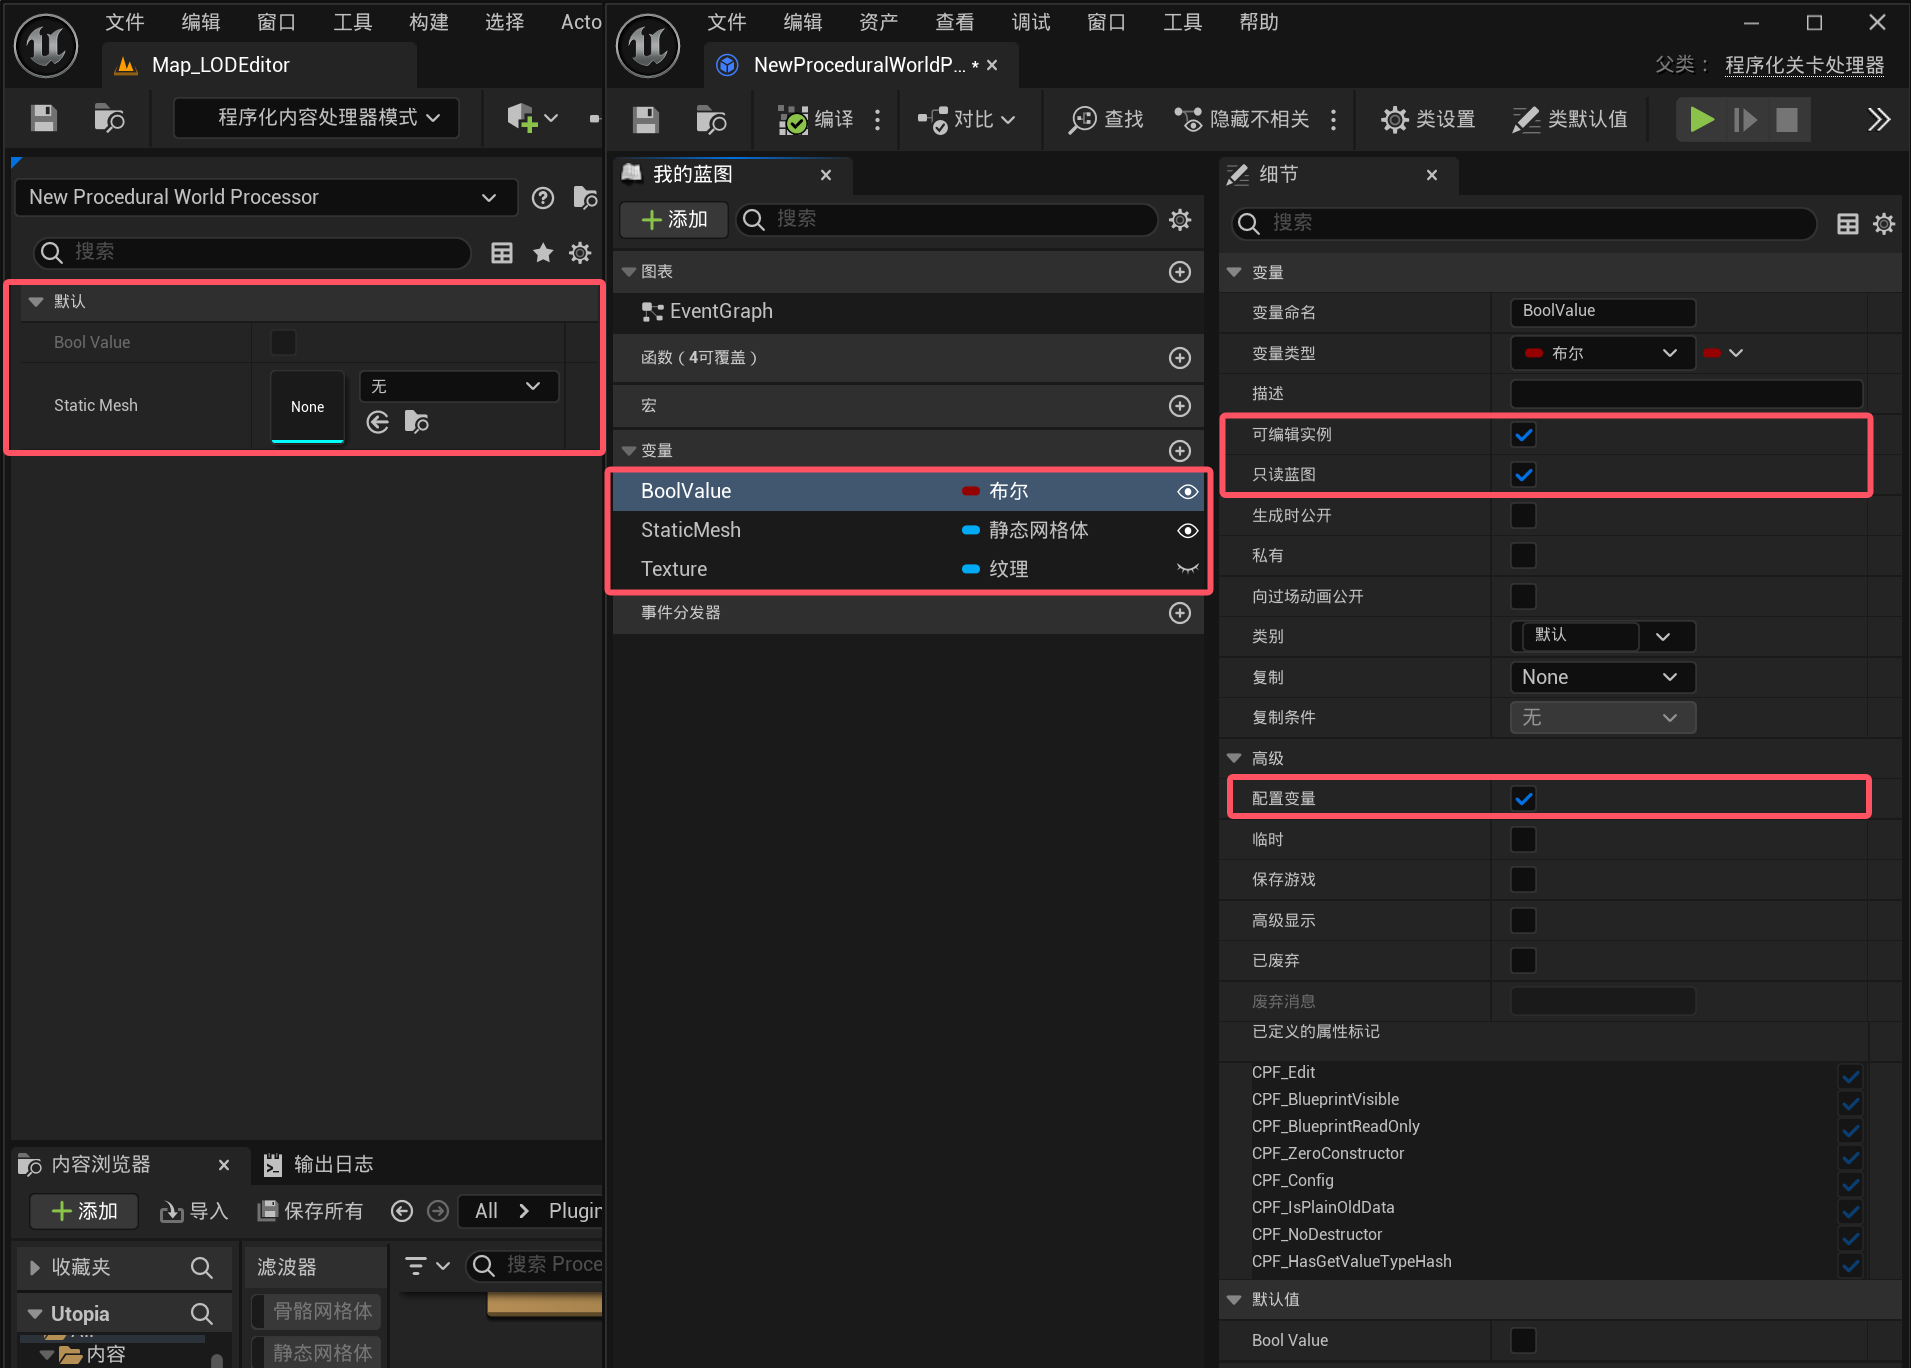 文件 编辑 窗口 工具 构建 选择 Acto
Map_LODEditor
程序化内容处理器模式
New Procedural World Processor
搜索
默认
Bool Value
Static Mesh
None
无
内容浏览器
输出日志
添加 导入 保存所有 All Plugin
收藏夹
滤波器
搜索 Proce
Utopia
骨骼网格体
内容
静态网格体
文件 编辑 资产 查看 调试 窗口 工具 帮助
NewProceduralWorldP... *
父类： 程序化关卡处理器
编译 对比 查找 隐藏不相关 类设置 类默认值
我的蓝图
添加
搜索
图表
EventGraph
函数（4可覆盖）
宏
变量
BoolValue 布尔
StaticMesh 静态网格体
Texture 纹理
事件分发器
细节
搜索
变量
变量命名 BoolValue
变量类型 布尔
描述
可编辑实例
只读蓝图
生成时公开
私有
向过场动画公开
类别 默认
复制 None
复制条件 无
高级
配置变量
临时
保存游戏
高级显示
已废弃
废弃消息
已定义的属性标记
CPF_Edit
CPF_BlueprintVisible
CPF_BlueprintReadOnly
CPF_ZeroConstructor
CPF_Config
CPF_IsPlainOldData
CPF_NoDestructor
CPF_HasGetValueTypeHash
默认值
Bool Value